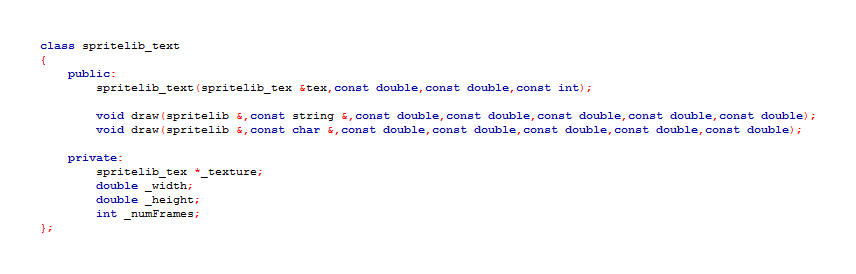 class spritelib_text
{
    public:
        spritelib_text(spritelib_tex &tex,const double,const double,const int);

        void draw(spritelib &,const string &,const double,const double,const double,const double,const double);
        void draw(spritelib &,const char &,const double,const double,const double,const double,const double);

    private:
        spritelib_tex *_texture;
        double _width;
        double _height;
        int _numFrames;
};